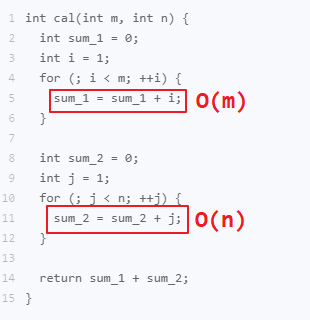 1 int cal(int m, int n) {
2   int sum_1 = 0;
3   int i = 1;
4   for (; i < m; ++i) {
5     sum_1 = sum_1 + i; O(m)
6   }
7
8   int sum_2 = 0;
9   int j = 1;
10   for (; j < n; ++j) {
11     sum_2 = sum_2 + j; O(n)
12   }
13
14   return sum_1 + sum_2;
15 }